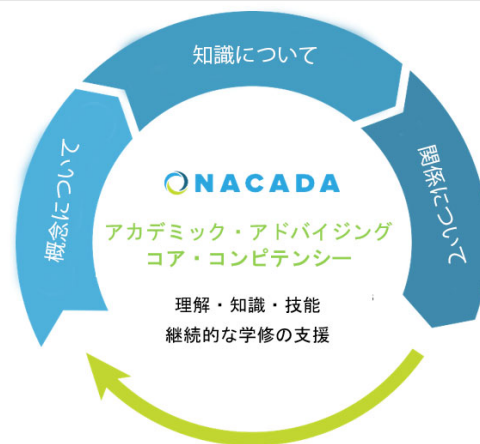 知識について
概念について
関係について
NACADA
アカデミック・アドバイジング
コア・コンピテンシー
理解・知識・技能
継続的な学修の支援